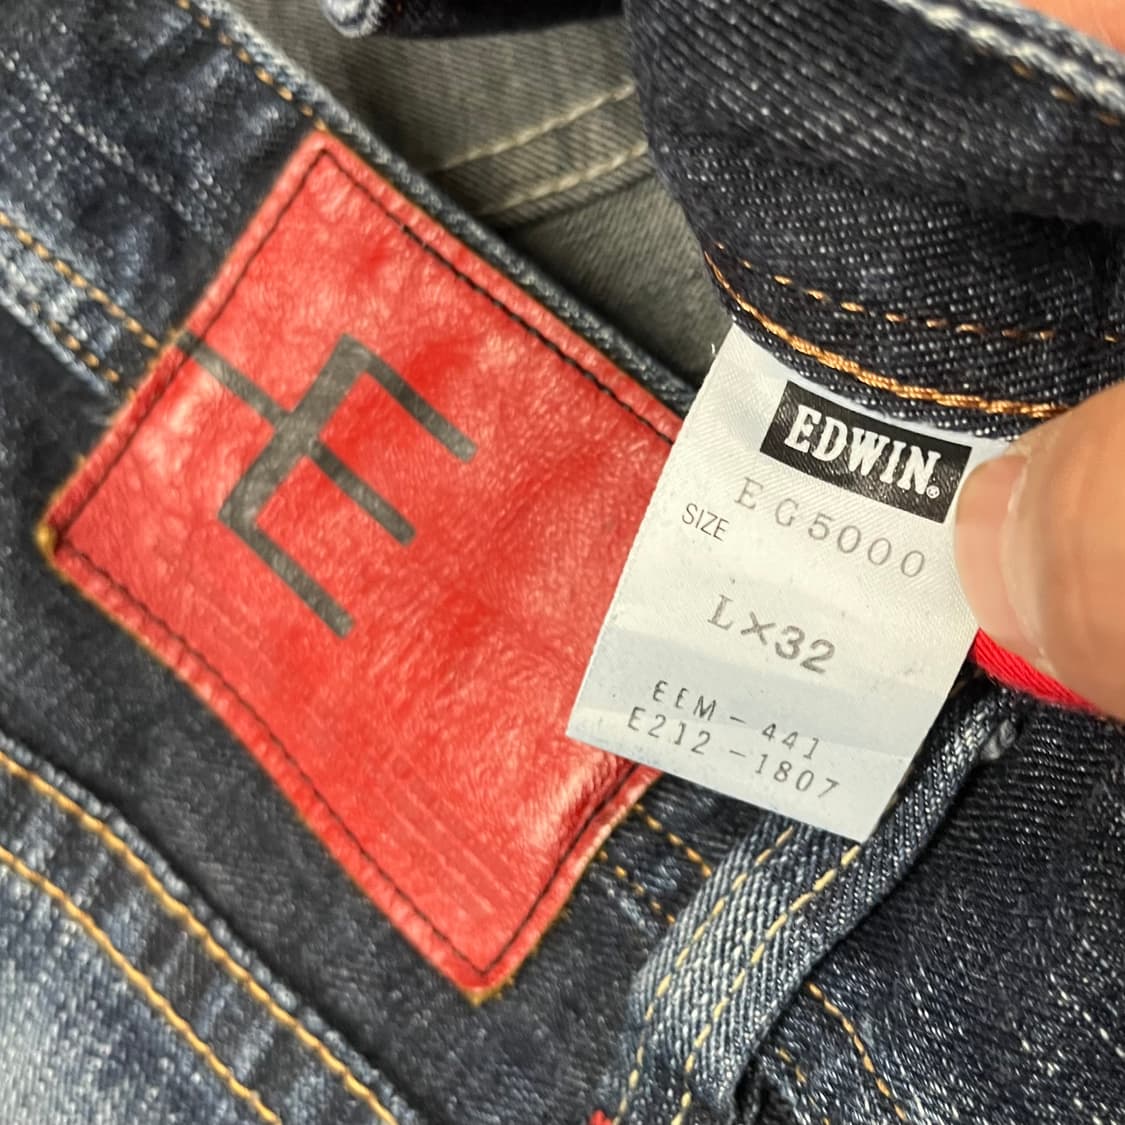 EDWIN®
EG5000
SIZE
L×32
EEM-441
E212-1807